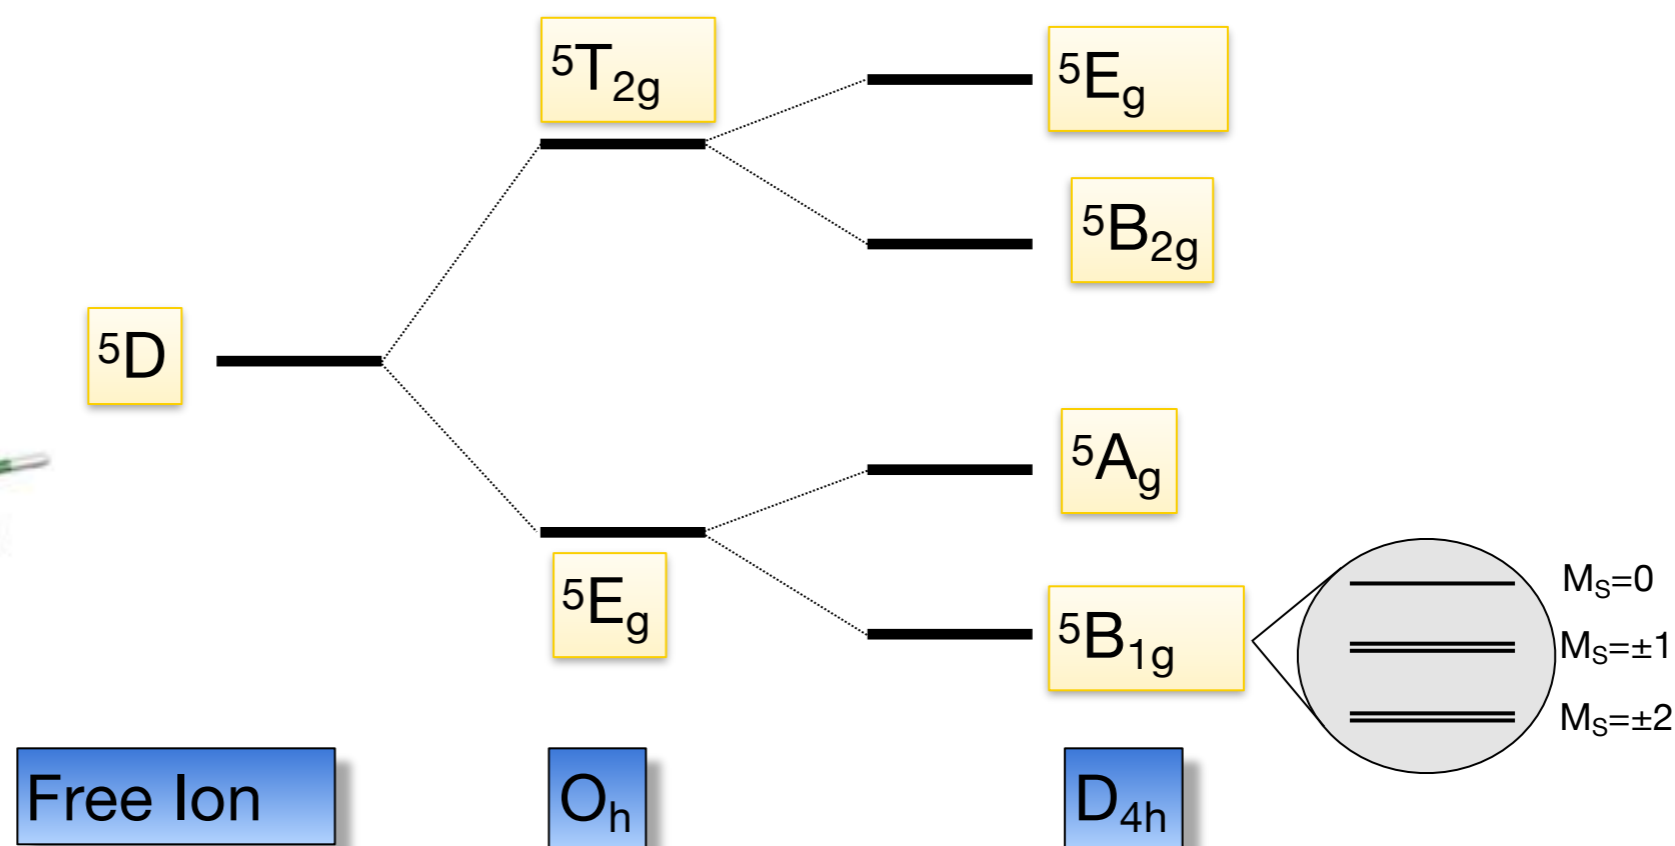 ⁵T₂g
⁵Eg
⁵B₂g
⁵D
⁵Ag
⁵Eg
⁵B₁g
Mₛ=0
Mₛ=±1
Mₛ=±2
Free Ion
Oₕ
D₄ₕ